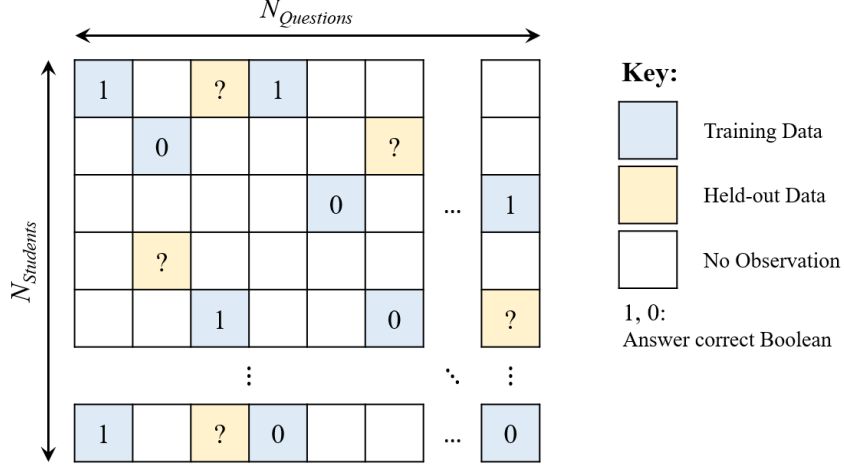 N_Questions
1 ? 1
0 ?
0 ... 1
?
1 0 ?
⋮ ⋱ ⋮
1 ? 0 ... 0
N_Students
Key:
Training Data
Held-out Data
No Observation
1, 0:
Answer correct Boolean